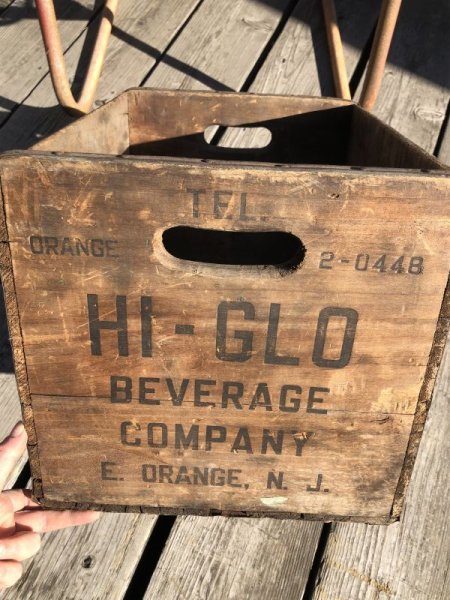 TEL.
ORANGE 2-0448
HI-GLO
BEVERAGE
COMPANY
E. ORANGE, N. J.